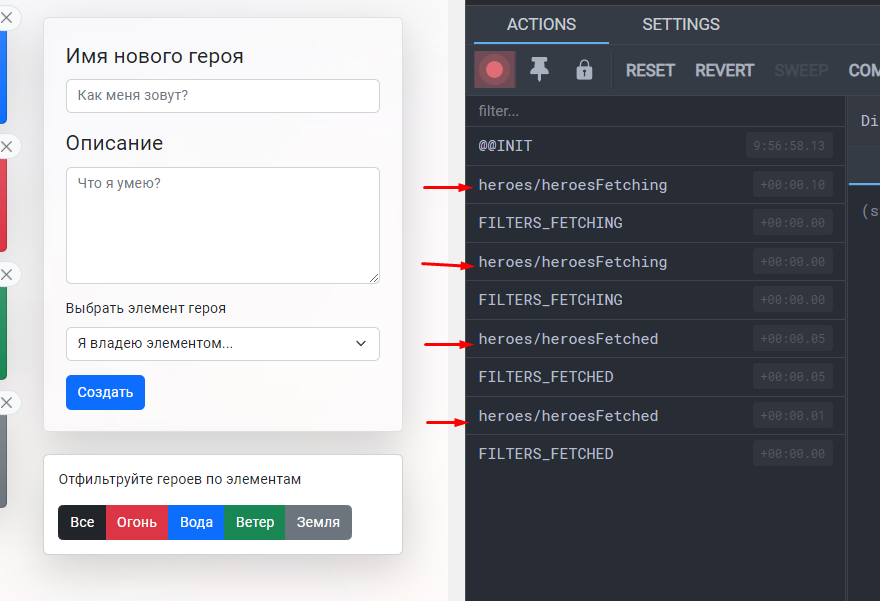 Имя нового героя
Как меня зовут?
Описание
Что я умею?
Выбрать элемент героя
Я владею элементом...
Создать
Отфильтруйте героев по элементам
Все Огонь Вода Ветер Земля
ACTIONS SETTINGS
RESET REVERT SWEEP COM
filter...
@@INIT 9:56:58.13
heroes/heroesFetching +00:00.10
FILTERS_FETCHING +00:00.00
heroes/heroesFetching +00:00.00
FILTERS_FETCHING +00:00.00
heroes/heroesFetched +00:00.05
FILTERS_FETCHED +00:00.05
heroes/heroesFetched +00:00.01
FILTERS_FETCHED +00:00.00
Di
(s